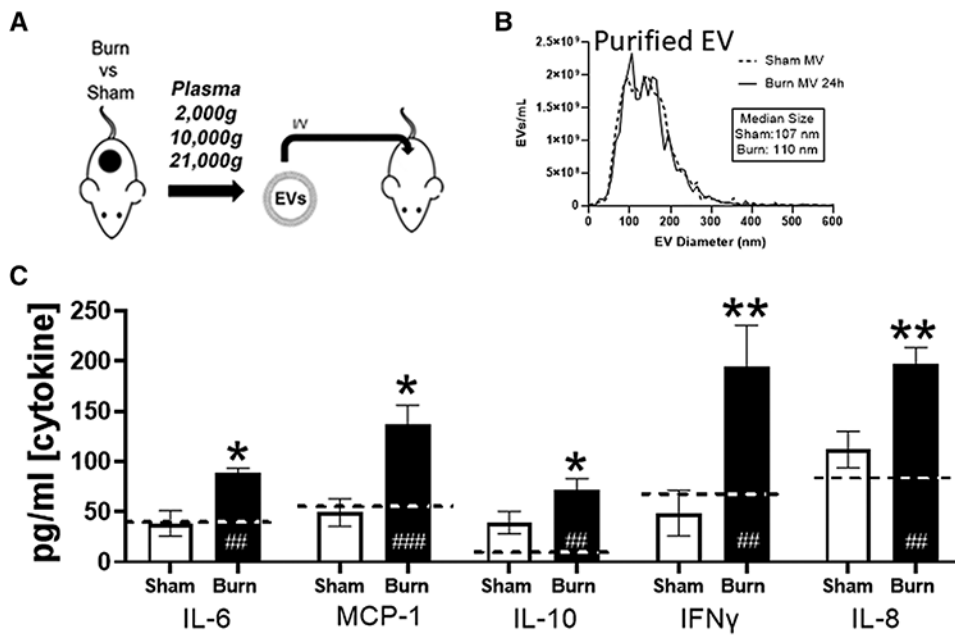 A
Burn
vs
Sham
Plasma
2,000g
10,000g
21,000g
EVs
I/V
B
Purified EV
2.5×10⁹
2.0×10⁹
1.5×10⁹
1.0×10⁹
5.0×10⁸
0
EVs/mL
0 100 200 300 400 500 600
EV Diameter (nm)
Sham MV
Burn MV 24h
Median Size
Sham:107 nm
Burn: 110 nm
C
pg/ml [cytokine]
250
200
150
100
50
0
* * * ** **
## ### ## ## ##
Sham Burn Sham Burn Sham Burn Sham Burn Sham Burn
IL-6 MCP-1 IL-10 IFNγ IL-8